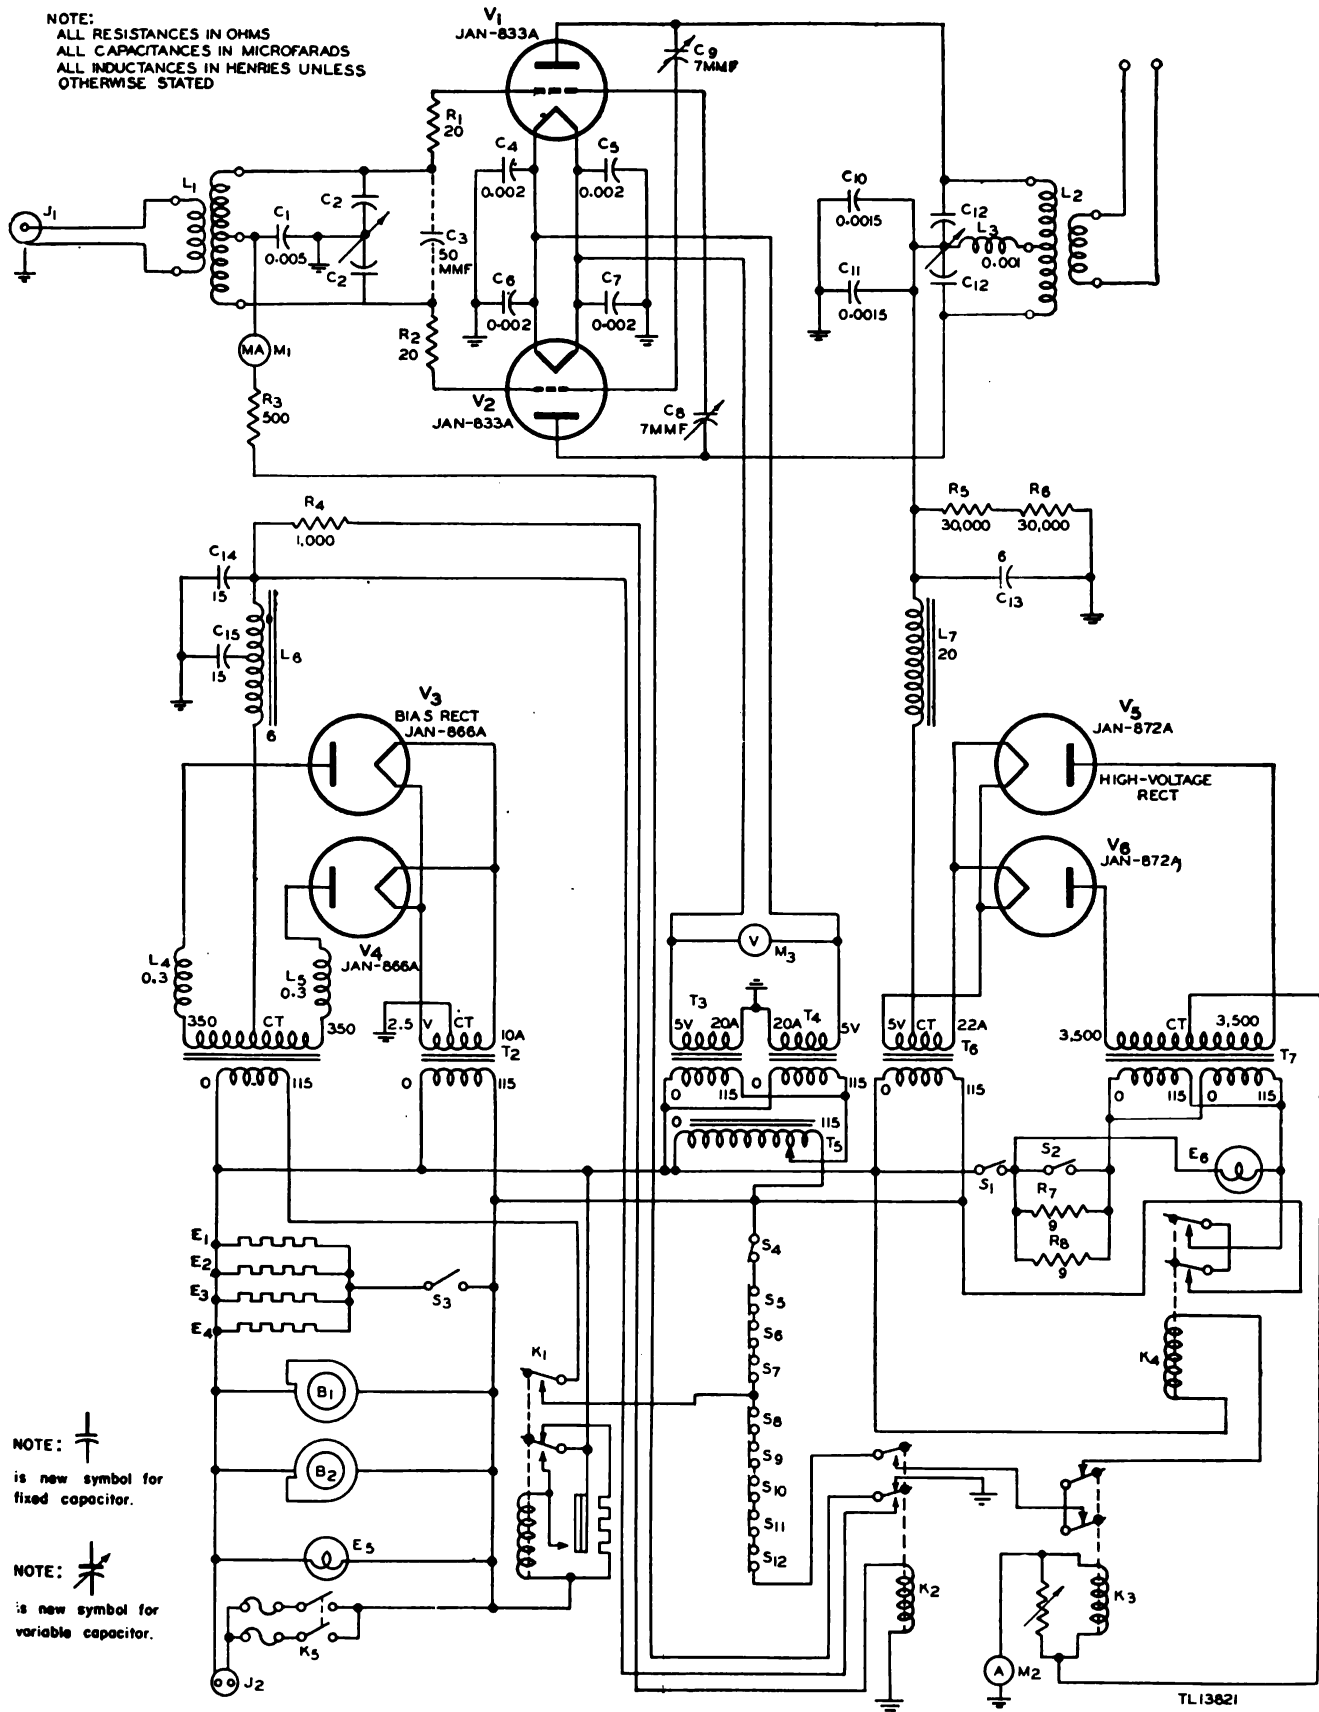 NOTE:
ALL RESISTANCES IN OHMS
ALL CAPACITANCES IN MICROFARADS
ALL INDUCTANCES IN HENRIES UNLESS
OTHERWISE STATED
V1
JAN-833A
C9
7MMF
R1
20
C4
0.002
C5
0.002
L1
J1
C1
0.005
C2
C2
C3
50
MMF
C6
0.002
C7
0.002
C10
0.0015
C11
0.0015
C12
L3
0.001
C12
L2
MA M1
R2
20
R3
500
V2
JAN-833A
C8
7MMF
R4
1,000
R5
30,000
R6
30,000
C14
15
C15
15
L6
6
6
C13
L7
20
V3
BIAS RECT
JAN-866A
V5
JAN-872A
HIGH-VOLTAGE
RECT
V4
JAN-866A
V6
JAN-872A
L4
0.3
L5
0.3
V M3
350 CT 350
2.5 V CT 10A
T2
T3
5V 20A
T4
20A 5V
5V CT 22A
T6
3,500 CT 3,500
T7
0 115
0 115
0 115
0 115
0 115
0 115
0 115
0 115
T5
S1
S2
R7
9
R8
9
E6
E1
E2
E3
E4
S3
S4
S5
S6
S7
S8
S9
S10
S11
S12
K1
K4
B1
B2
E5
K5
J2
K2
K3
A M2
NOTE:
is new symbol for
fixed capacitor.
NOTE:
is new symbol for
variable capacitor.
TL13821